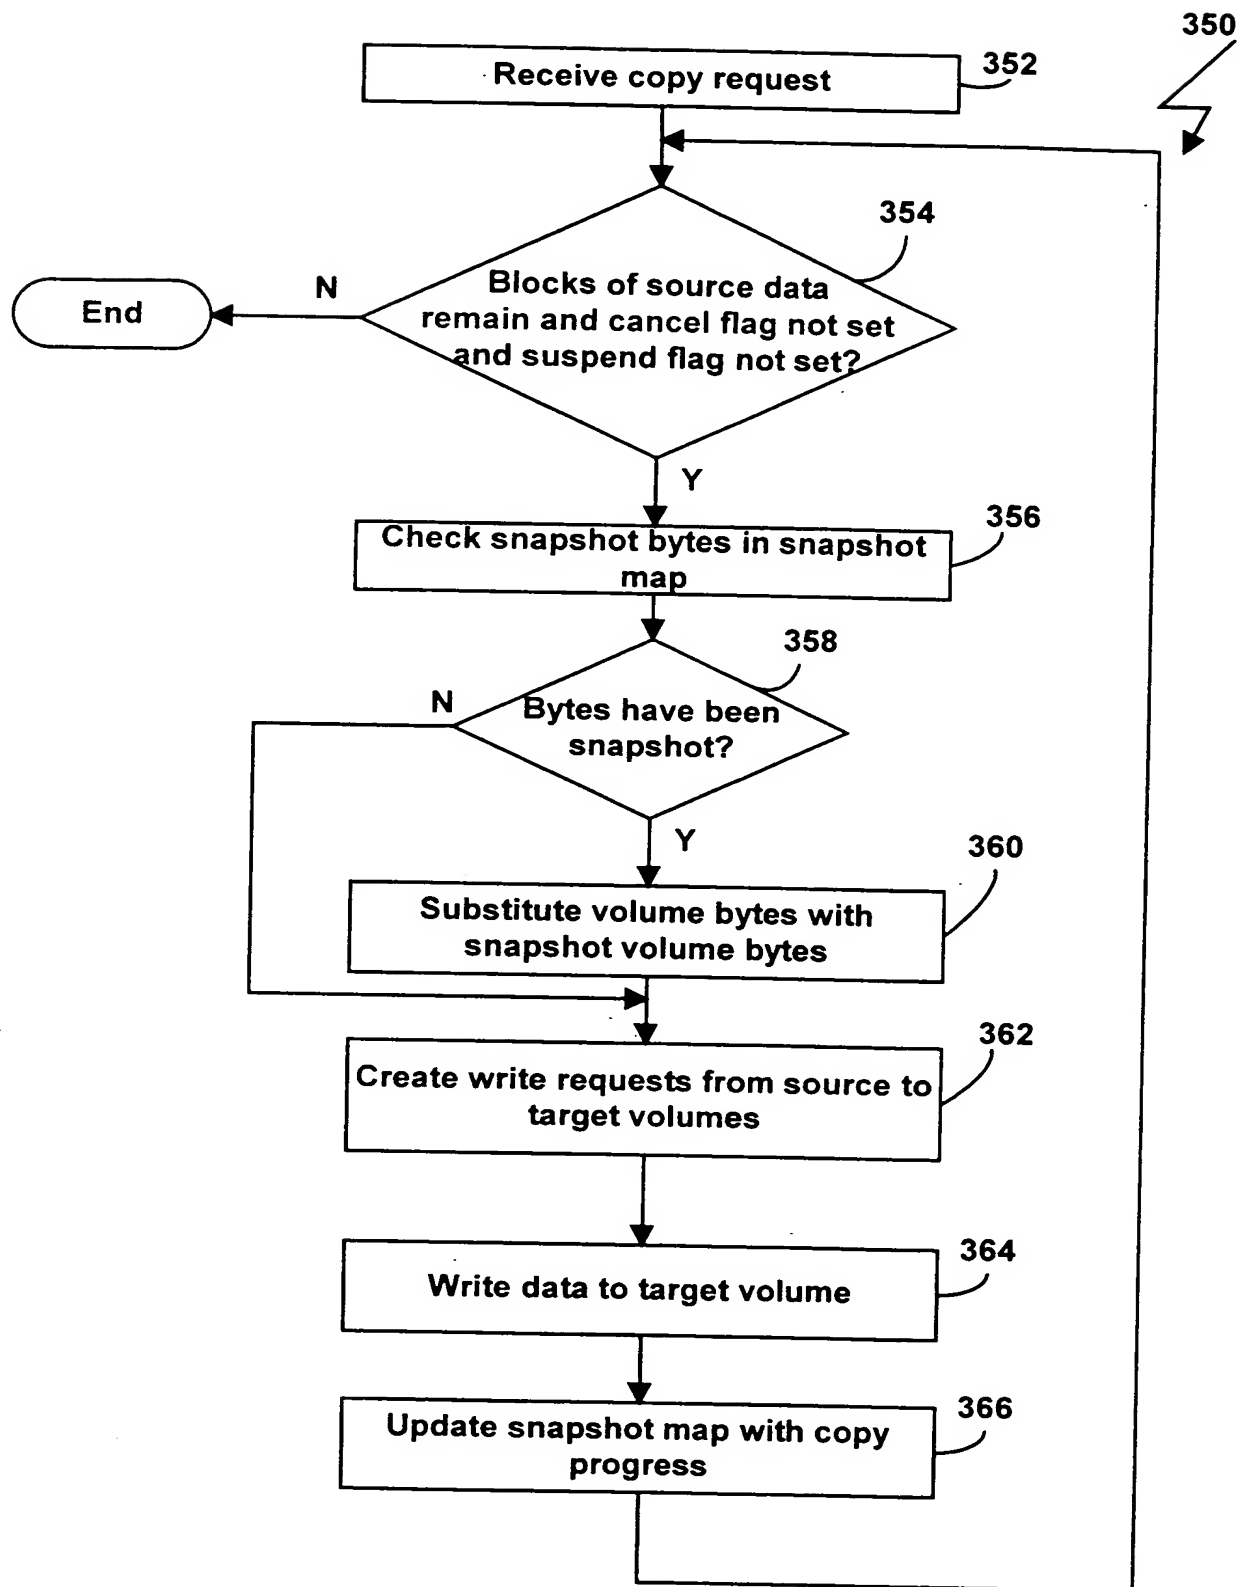 350
Receive copy request
352
354
Blocks of source data
remain and cancel flag not set
and suspend flag not set?
N
End
Y
356
Check snapshot bytes in snapshot
map
358
N
Bytes have been
snapshot?
Y
360
Substitute volume bytes with
snapshot volume bytes
362
Create write requests from source to
target volumes
364
Write data to target volume
366
Update snapshot map with copy
progress